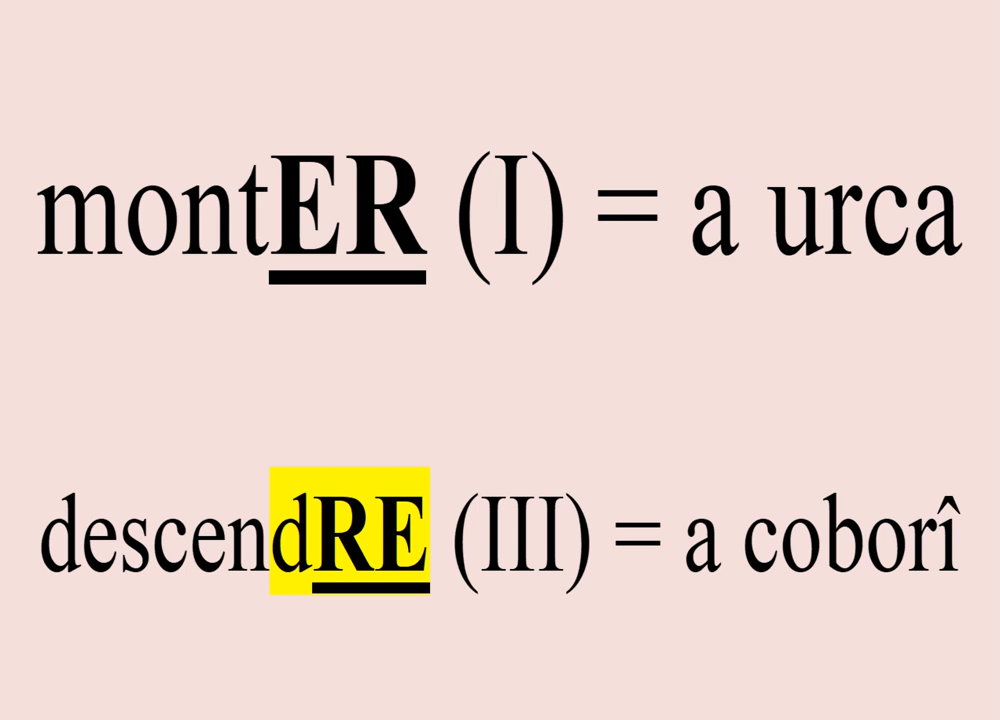 montER (I) = a urca
descendRE (III) = a coborî